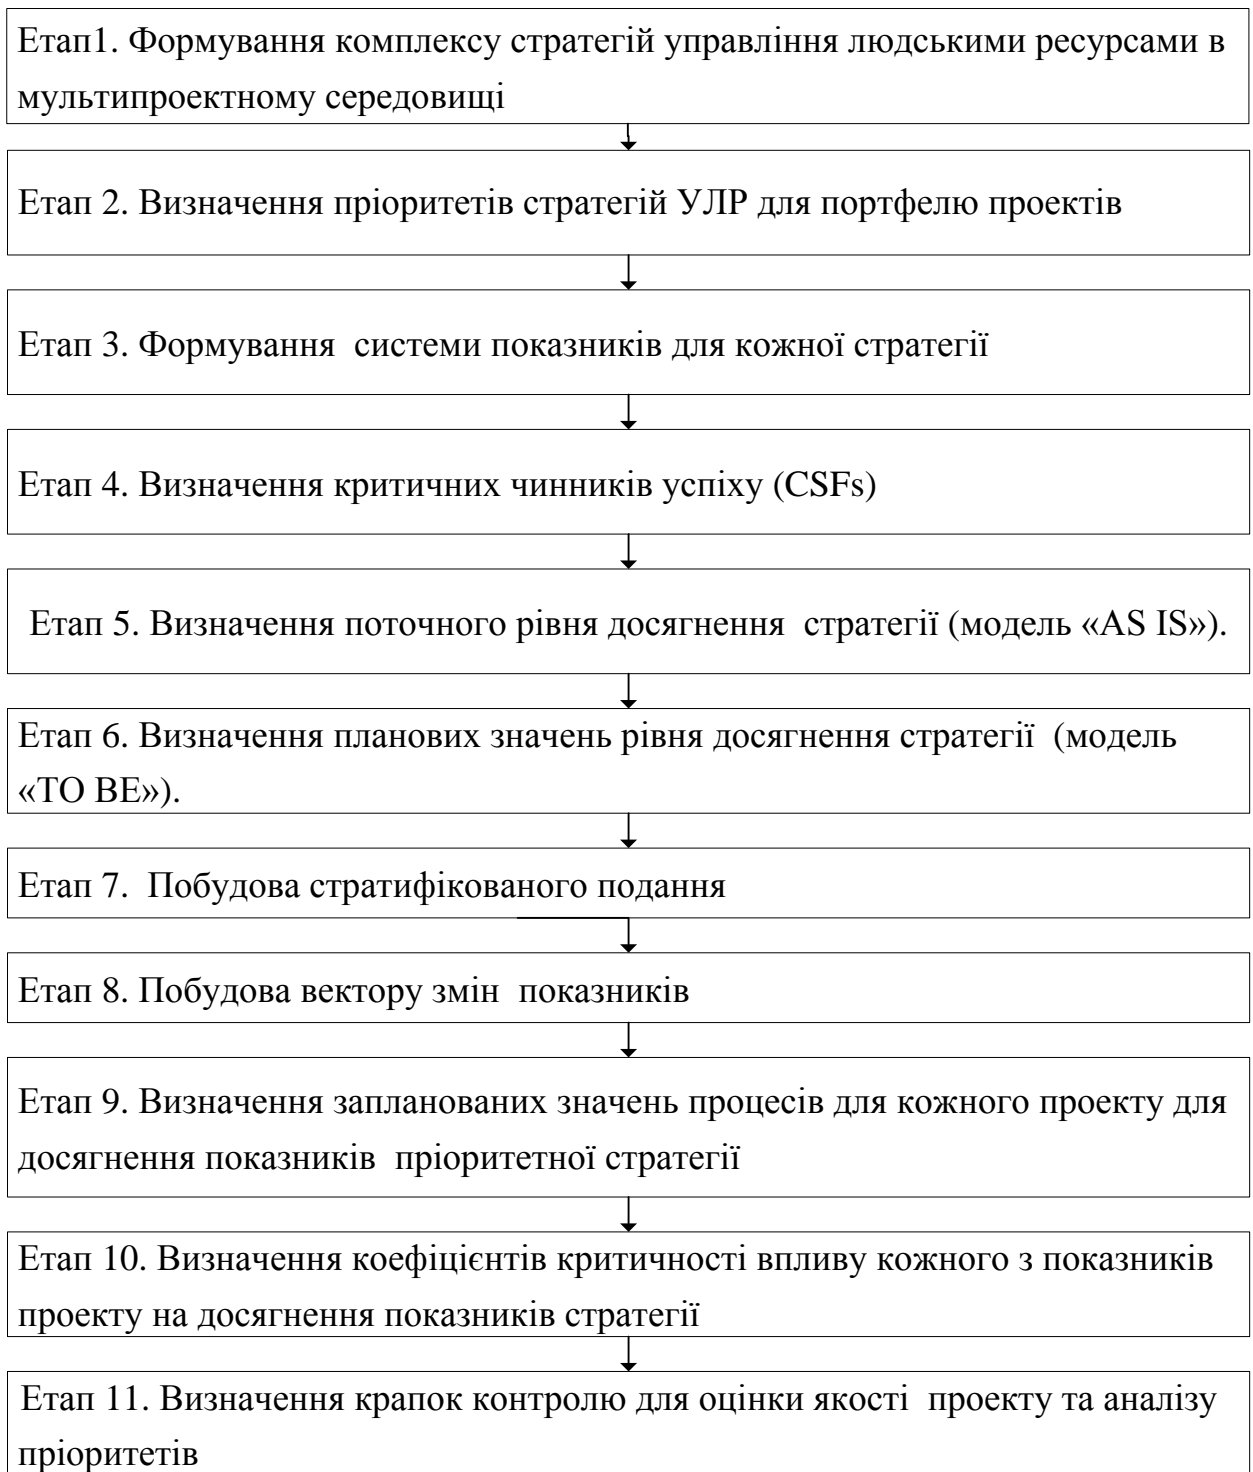 Етап1. Формування комплексу стратегій управління людськими ресурсами в
мультипроектному середовищі
Етап 2. Визначення пріоритетів стратегій УЛР для портфелю проектів
Етап 3. Формування системи показників для кожної стратегії
Етап 4. Визначення критичних чинників успіху (CSFs)
Етап 5. Визначення поточного рівня досягнення стратегії (модель «AS IS»).
Етап 6. Визначення планових значень рівня досягнення стратегії (модель
«TO BE»).
Етап 7. Побудова стратифікованого подання
Етап 8. Побудова вектору змін показників
Етап 9. Визначення запланованих значень процесів для кожного проекту для
досягнення показників пріоритетної стратегії
Етап 10. Визначення коефіцієнтів критичності впливу кожного з показників
проекту на досягнення показників стратегії
Етап 11. Визначення крапок контролю для оцінки якості проекту та аналізу
пріоритетів